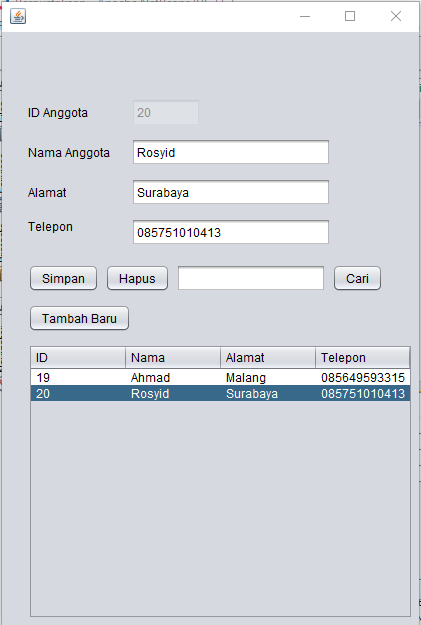 ID Anggota 20
Nama Anggota Rosyid
Alamat Surabaya
Telepon 085751010413
Simpan Hapus Cari
Tambah Baru
ID Nama Alamat Telepon
19 Ahmad Malang 085649593315
20 Rosyid Surabaya 085751010413